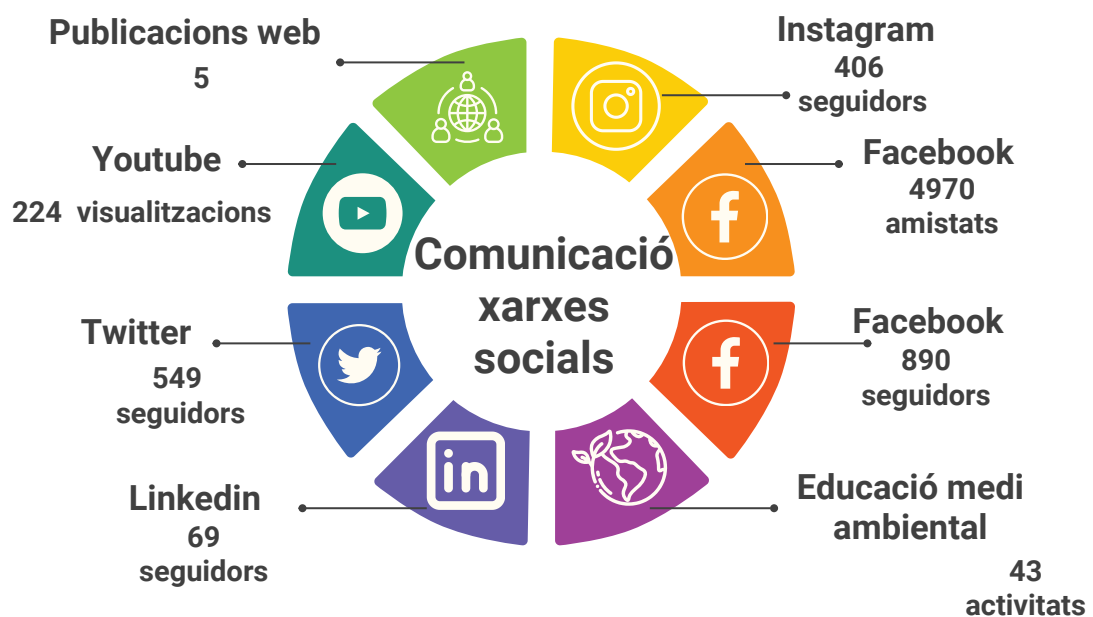 Publicacions web
5
Youtube
224 visualitzacions
Twitter
549
seguidors
Linkedin
69
seguidors
Comunicació
xarxes
socials
Instagram
406
seguidors
Facebook
4970
amistats
Facebook
890
seguidors
Educació medi
ambiental
43
activitats
in